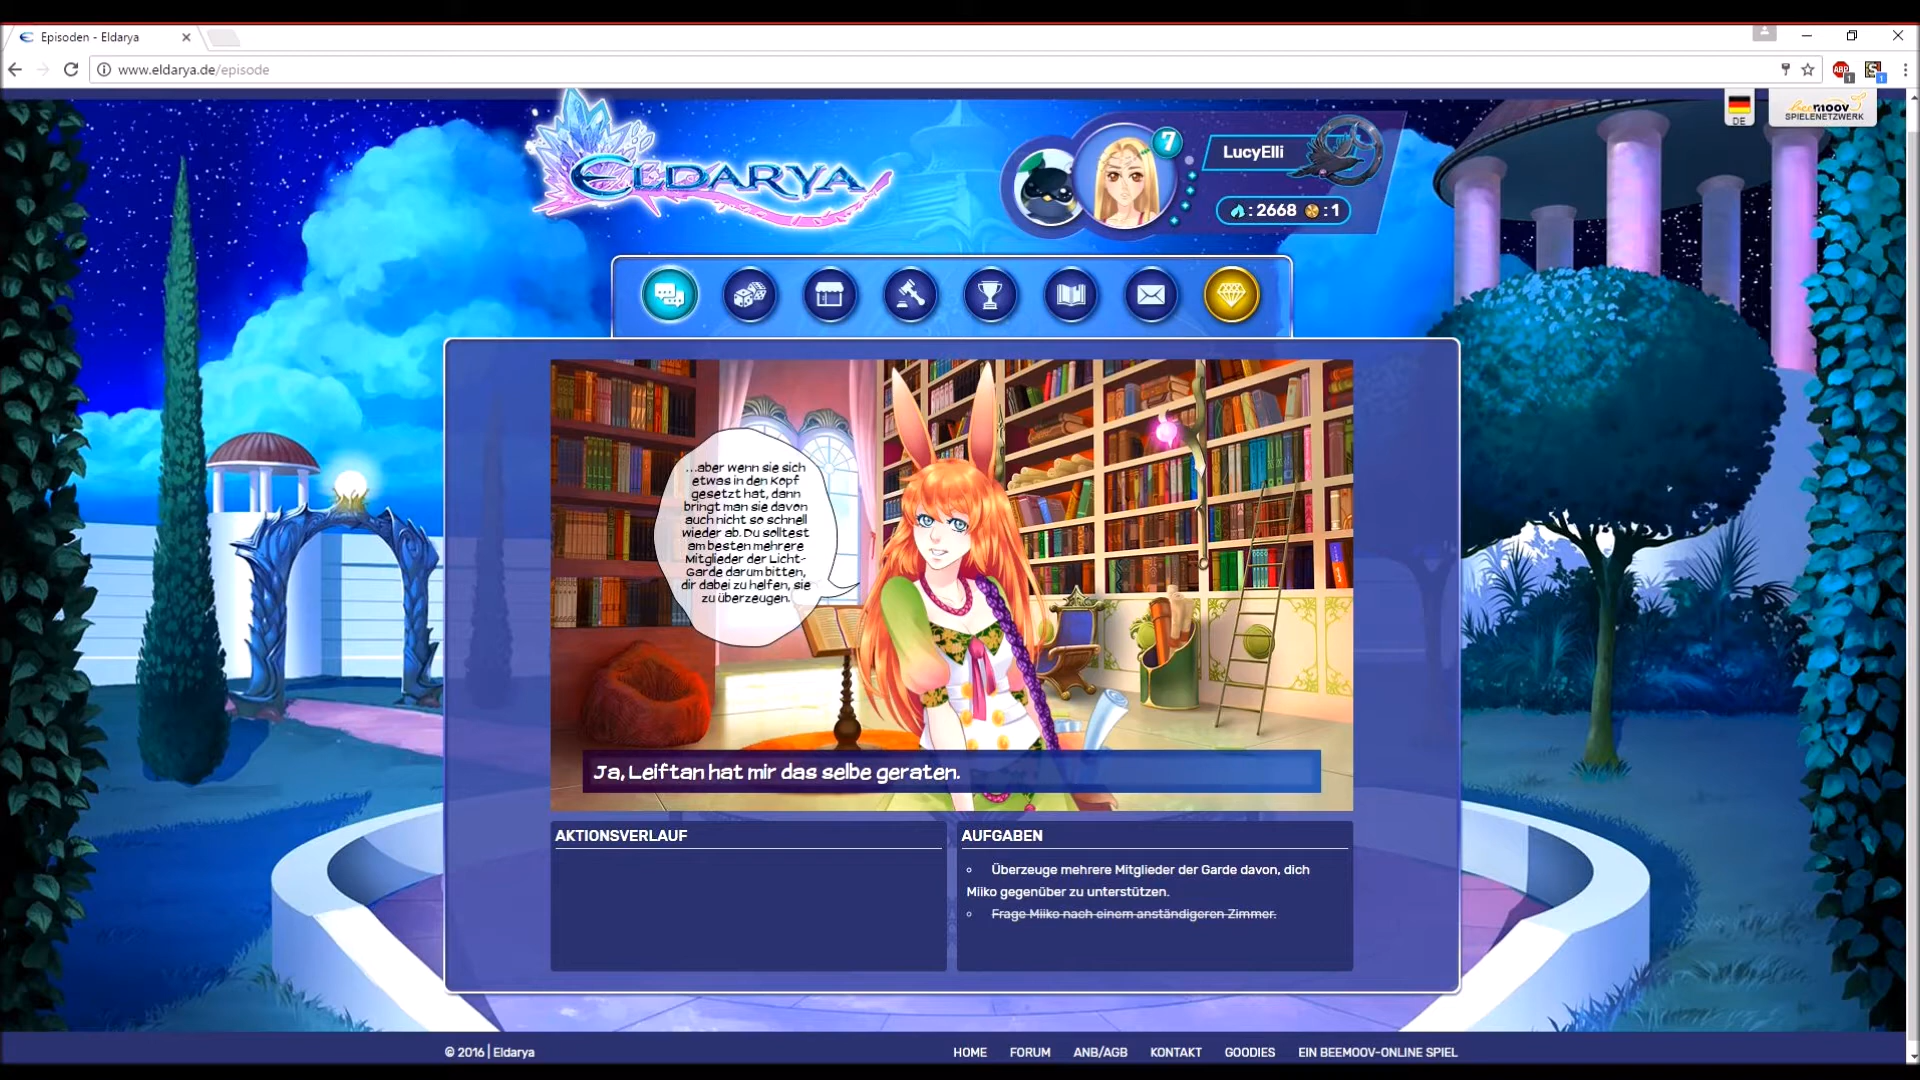 Episoden - Eldarya
www.eldarya.de/episode
ABP
1
S
1
ELDARYA
7
LucyElli
: 2668 : 1
DE
beemoov
SPIELENETZWERK
...aber wenn sie sich
etwas in den Kopf
gesetzt hat, dann
bringt man sie davon
auch nicht so schnell
wieder ab. Du solltest
am besten mehrere
Mitglieder der Licht-
Garde darum bitten,
dir dabei zu helfen, sie
zu überzeugen.
Ja, Leiftan hat mir das selbe geraten.
AKTIONSVERLAUF
AUFGABEN
Überzeuge mehrere Mitglieder der Garde davon, dich
Miiko gegenüber zu unterstützen.
Frage Miiko nach einem anständigeren Zimmer.
© 2016 | Eldarya
HOME FORUM ANB/AGB KONTAKT GOODIES EIN BEEMOOV-ONLINE SPIEL